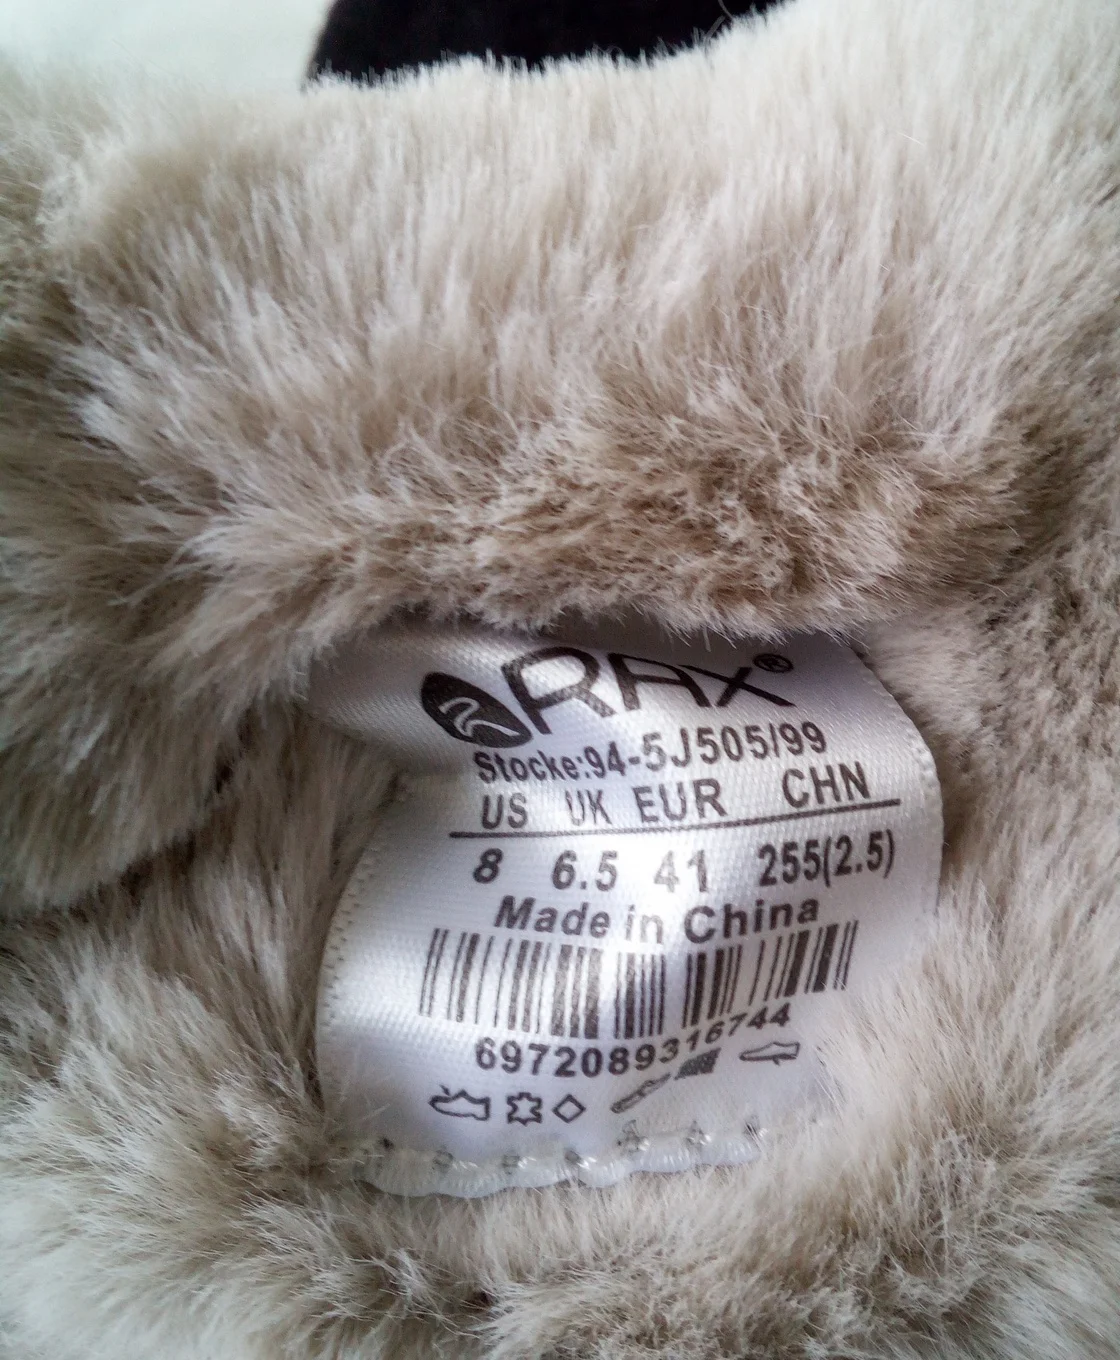 RAX®
Stocke:94-5J505/99
US UK EUR CHN
8 6.5 41 255(2.5)
Made in China
6972089316744